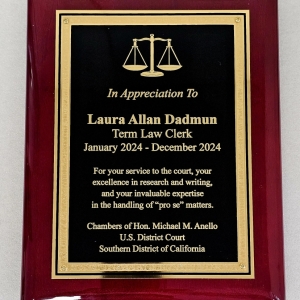 In Appreciation To
Laura Allan Dadmun
Term Law Clerk
January 2024 - December 2024
For your service to the court, your
excellence in research and writing,
and your invaluable expertise
in the handling of “pro se” matters.
Chambers of Hon. Michael M. Anello
U.S. District Court
Southern District of California